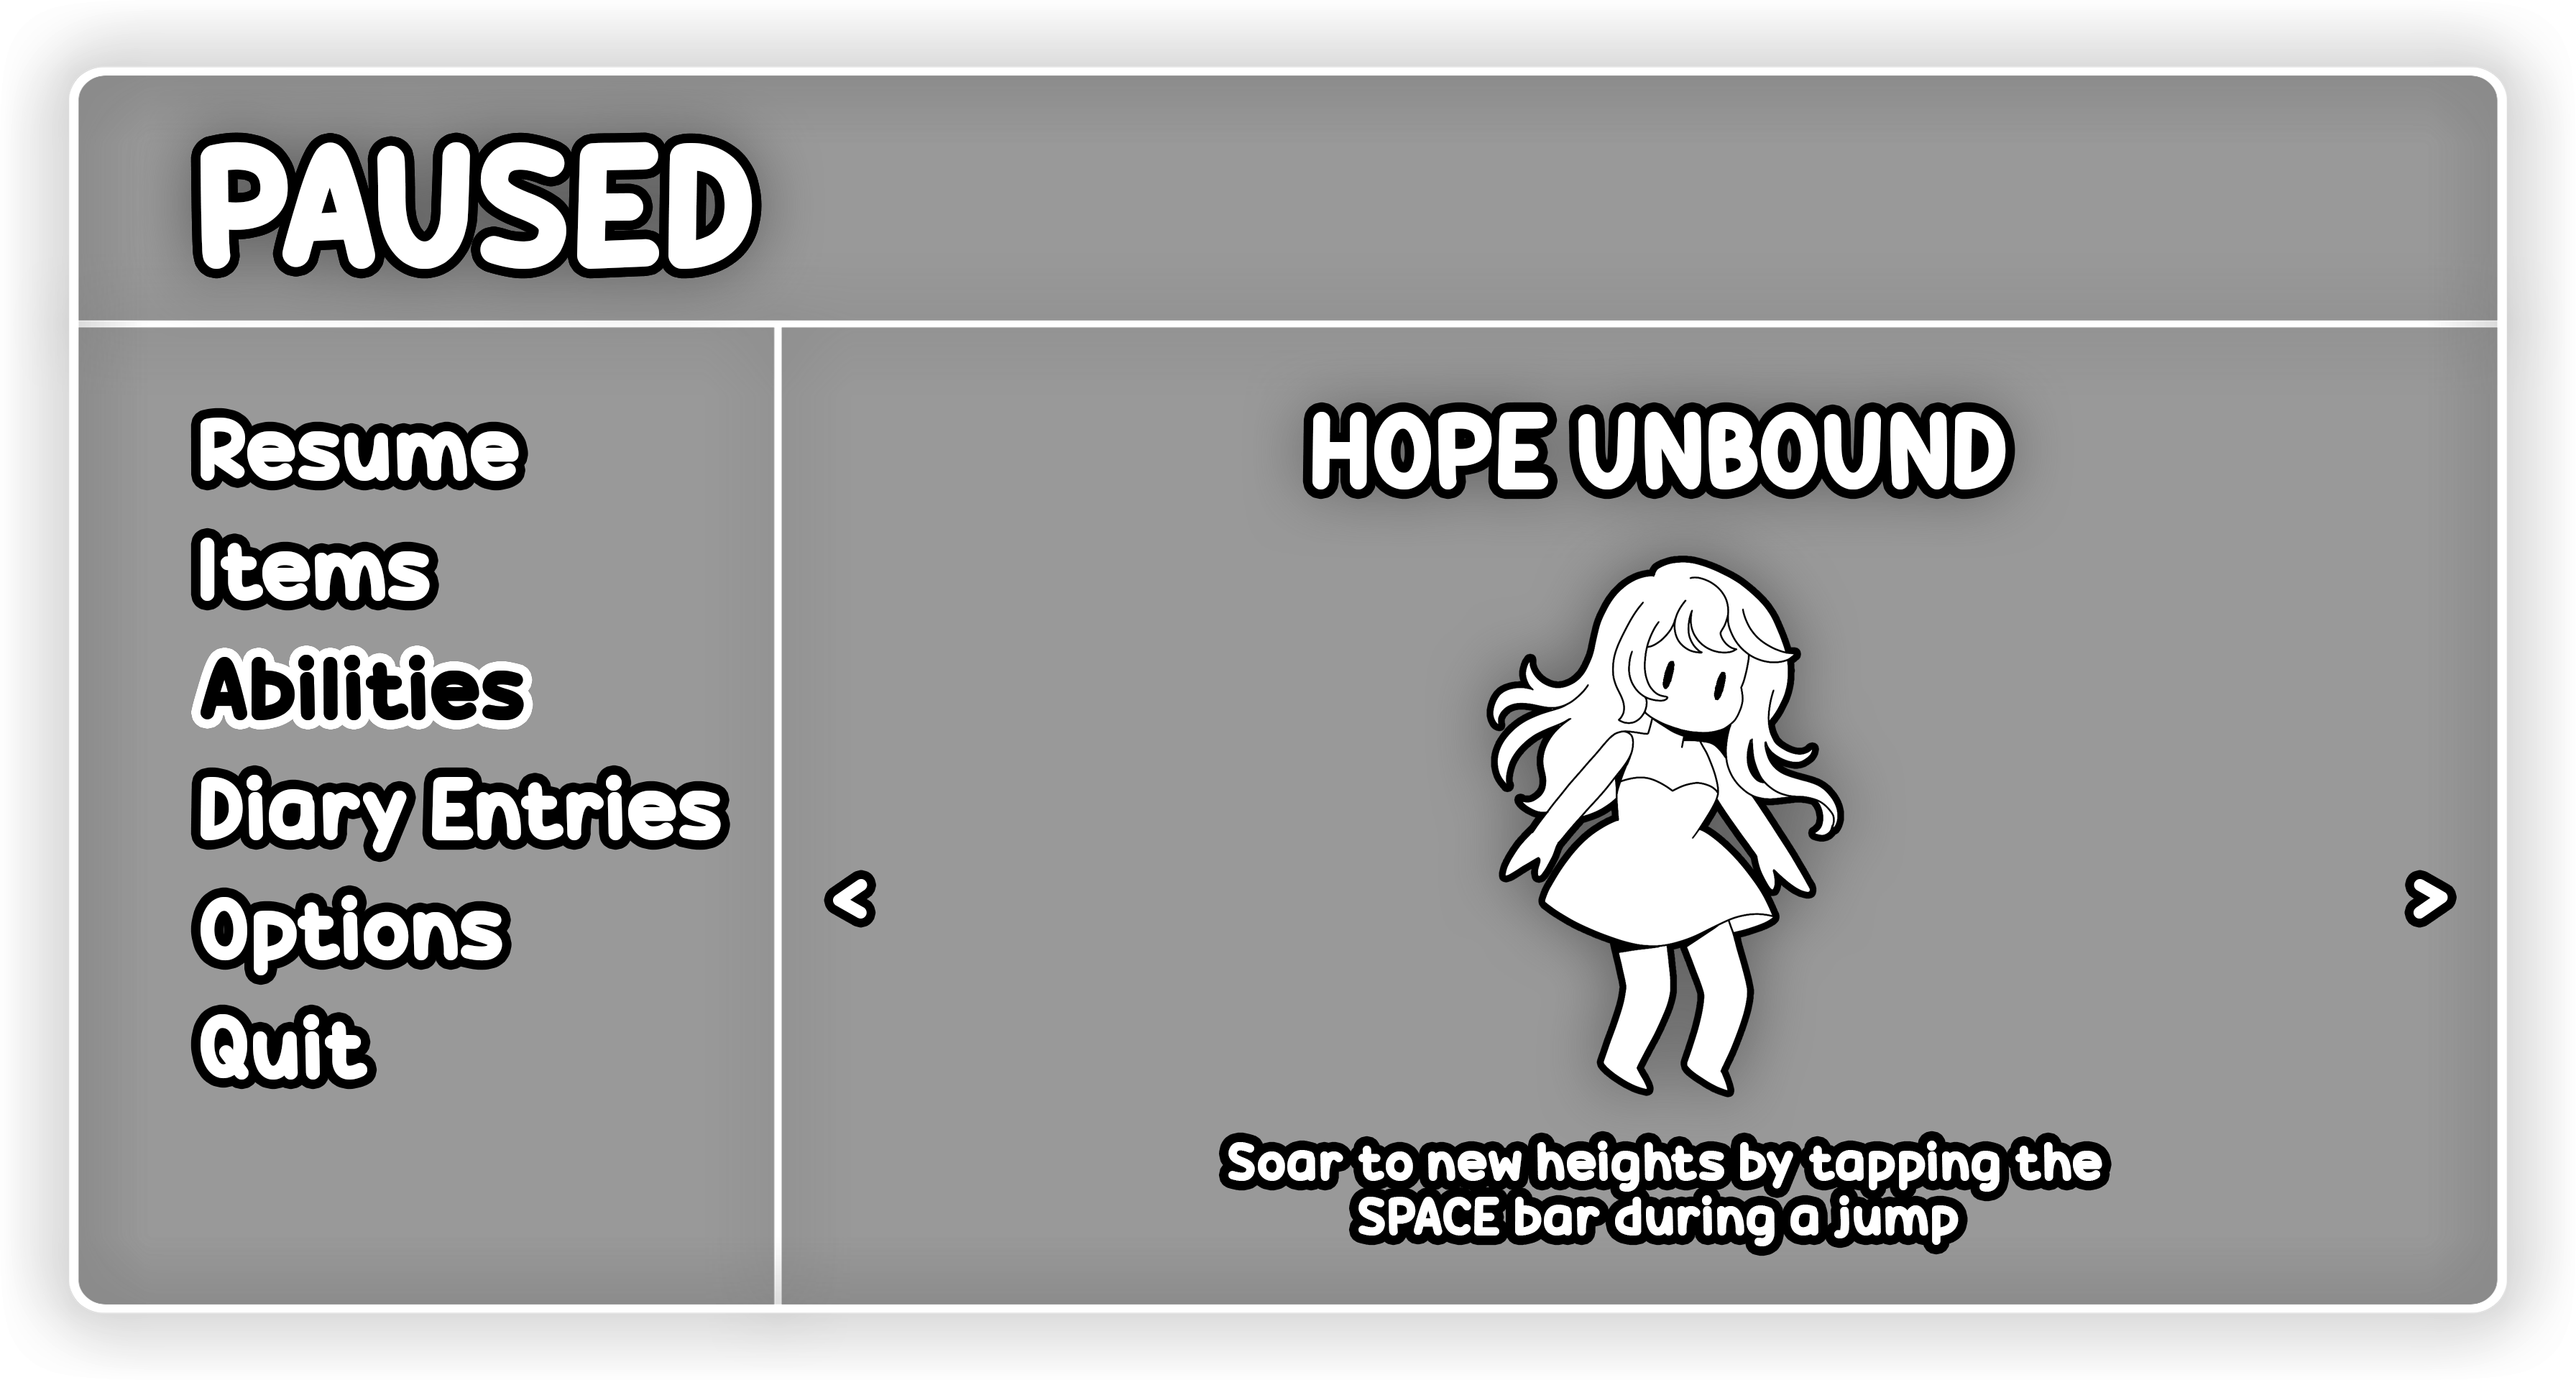 PAUSED
Resume
Items
Abilities
Diary Entries
Options
Quit
HOPE UNBOUND
<
>
Soar to new heights by tapping the
SPACE bar during a jump